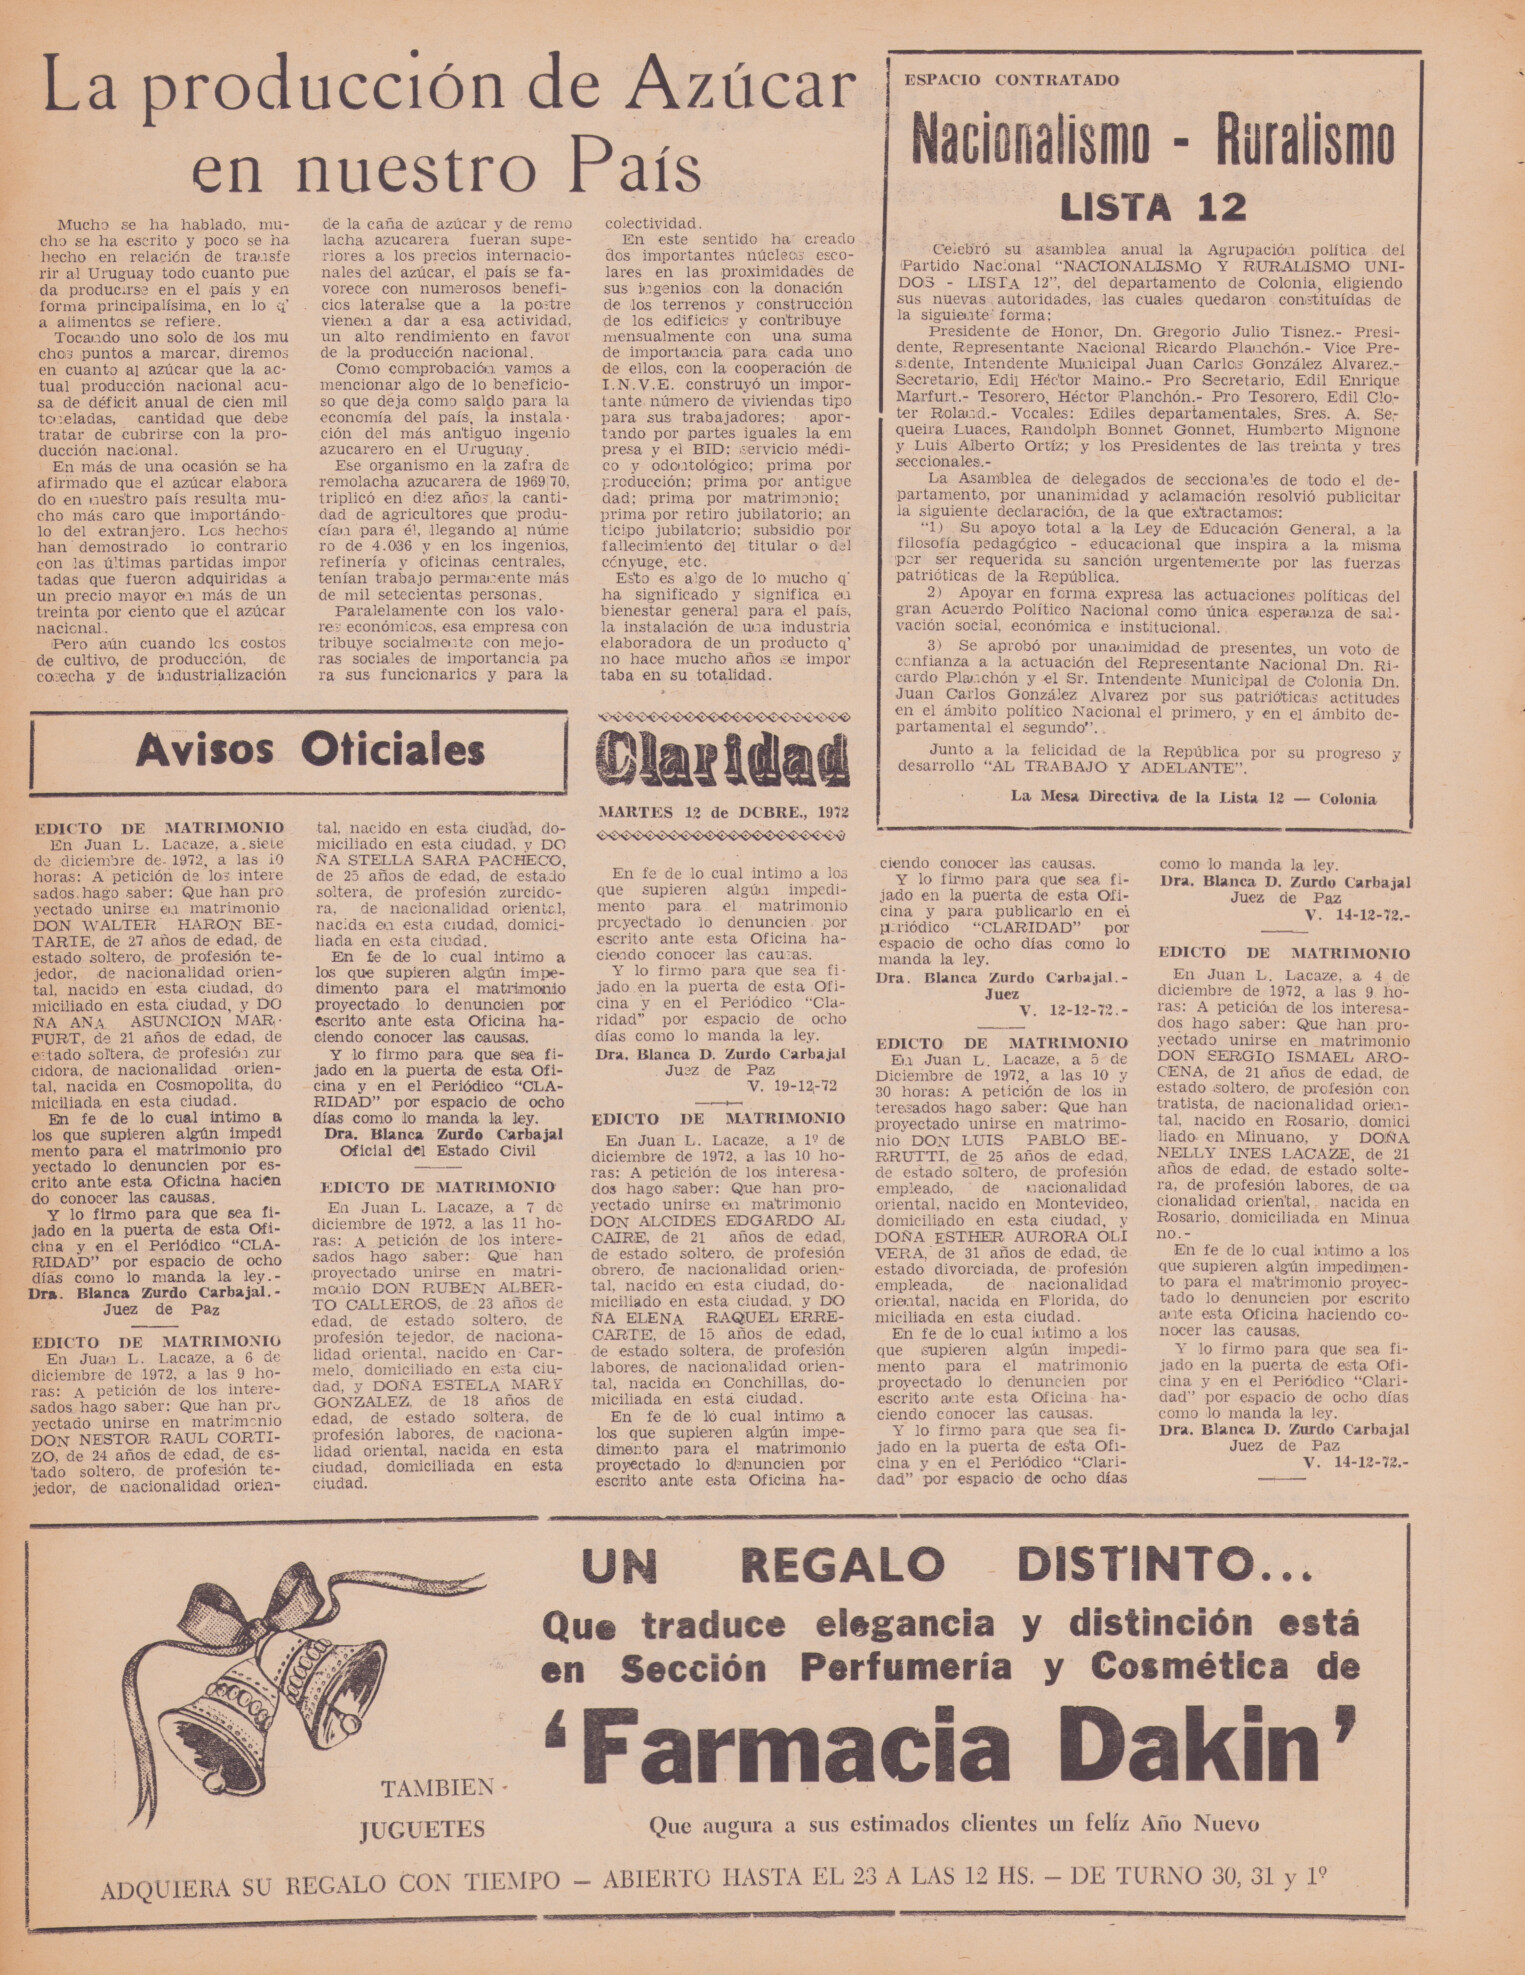 La producción de Azúcar
en nuestro País
Mucho se ha hablado, mu-
cho se ha escrito y poco se ha
hecho en relación de transfe
rir al Uruguay todo cuanto pue
da producirse en el país y en
forma principalísima, en lo q'
a alimentos se refiere.
Tocando uno solo de los mu
chos puntos a marcar, diremos
en cuanto al azúcar que la ac-
tual producción nacional acu-
sa de déficit anual de cien mil
toneladas, cantidad que debe
tratar de cubrirse con la pro-
ducción nacional.
En más de una ocasión se ha
afirmado que el azúcar elabora
do en nuestro país resulta mu-
cho más caro que importándo-
lo del extranjero. Los hechos
han demostrado lo contrario
con las últimas partidas impor
tadas que fueron adquiridas a
un precio mayor en más de un
treinta por ciento que el azúcar
nacional.
Pero aún cuando los costos
de cultivo, de producción, de
cosecha y de industrialización
de la caña de azúcar y de remo
lacha azucarera fueran supe-
riores a los precios internacio-
nales del azúcar, el país se fa-
vorece con numerosos benefi-
cios lateralse que a la postre
vienen a dar a esa actividad,
un alto rendimiento en favor
de la producción nacional.
Como comprobación vamos a
mencionar algo de lo beneficio-
so que deja como saldo para la
economía del país, la instala-
ción del más antiguo ingenio
azucarero en el Uruguay.
Ese organismo en la zafra de
remolacha azucarera de 1969|70,
triplicó en diez años la canti-
dad de agricultores que produ-
cían para él, llegando al núme
ro de 4.036 y en los ingenios,
refinería y oficinas centrales,
tenían trabajo permanente más
de mil setecientas personas.
Paralelamente con los valo-
res económicos, esa empresa con
tribuye socialmente con mejo-
ras sociales de importancia pa
ra sus funcionarios y para la
colectividad.
En este sentido ha creado
dos importantes núcleos esco-
lares en las proximidades de
sus ingenios con la donación
de los terrenos y construcción
de los edificios y contribuye
mensualmente con una suma
de importancia para cada uno
de ellos, con la cooperación de
I.N.V.E. construyó un impor-
tante número de viviendas tipo
para sus trabajadores; apor-
tando por partes iguales la em
presa y el BID; servicio médi-
co y odontológico; prima por
producción; prima por antigue
dad; prima por matrimonio;
prima por retiro jubilatorio; an
ticipo jubilatorio; subsidio por
fallecimiento del titular o del
cónyuge, etc.
Esto es algo de lo mucho q'
ha significado y significa en
bienestar general para el país,
la instalación de una industria
elaboradora de un producto q'
no hace mucho años se impor
taba en su totalidad.
ESPACIO CONTRATADO
Nacionalismo - Ruralismo
LISTA 12
Celebró su asamblea anual la Agrupación política del
Partido Nacional "NACIONALISMO Y RURALISMO UNI-
DOS - LISTA 12", del departamento de Colonia, eligiendo
sus nuevas autoridades, las cuales quedaron constituídas de
la siguiente forma:
Presidente de Honor, Dn. Gregorio Julio Tisnez.- Presi-
dente, Representante Nacional Ricardo Planchón.- Vice Pre-
sidente, Intendente Municipal Juan Carlos González Alvarez.-
Secretario, Edil Héctor Maino.- Pro Secretario, Edil Enrique
Marfurt.- Tesorero, Héctor Planchón.- Pro Tesorero, Edil Clo-
ter Roland.- Vocales: Ediles departamentales, Sres. A. Se-
queira Luaces, Randolph Bonnet Gonnet, Humberto Mignone
y Luis Alberto Ortíz; y los Presidentes de las treinta y tres
seccionales.-
La Asamblea de delegados de seccionales de todo el de-
partamento, por unanimidad y aclamación resolvió publicitar
la siguiente declaración, de la que extractamos:
"1) Su apoyo total a la Ley de Educación General, a la
filosofía pedagógico - educacional que inspira a la misma
per ser requerida su sanción urgentemente por las fuerzas
patrióticas de la República.
2) Apoyar en forma expresa las actuaciones políticas del
gran Acuerdo Político Nacional como única esperanza de sal-
vación social, económica e institucional.
3) Se aprobó por unanimidad de presentes, un voto de
confianza a la actuación del Representante Nacional Dn. Ri-
cardo Planchón y el Sr. Intendente Municipal de Colonia Dn.
Juan Carlos González Alvarez por sus patrióticas actitudes
en el ámbito político Nacional el primero, y en el ámbito de-
partamental el segundo"..
Junto a la felicidad de la República por su progreso y
desarrollo "AL TRABAJO Y ADELANTE".
La Mesa Directiva de la Lista 12 — Colonia
Avisos Oficiales
Claridad
MARTES 12 de DCBRE., 1972
EDICTO DE MATRIMONIO
En Juan L. Lacaze, a siete
de diciembre de 1972, a las 10
horas: A petición de los intere
sados hago saber: Que han pro
yectado unirse en matrimonio
DON WALTER HARON BE-
TARTE, de 27 años de edad, de
estado soltero, de profesión te-
jedor, de nacionalidad orien-
tal, nacido en esta ciudad, do
miciliado en esta ciudad, y DO
ÑA ANA ASUNCION MAR-
FURT, de 21 años de edad, de
estado soltera, de profesión zur
cidora, de nacionalidad orien-
tal, nacida en Cosmopolita, do
miciliada en esta ciudad.
En fe de lo cual intimo a
los que supieren algún impedi
mento para el matrimonio pro
yectado lo denuncien por es-
crito ante esta Oficina hacien
do conocer las causas.
Y lo firmo para que sea fi-
jado en la puerta de esta Ofi-
cina y en el Periódico "CLA-
RIDAD" por espacio de ocho
días como lo manda la ley.-
Dra. Blanca Zurdo Carbajal.-
Juez de Paz
EDICTO DE MATRIMONIO
En Juan L. Lacaze, a 6 de
diciembre de 1972, a las 9 ho-
ras: A petición de los intere-
sados hago saber: Que han pro
yectado unirse en matrimonio
DON NESTOR RAUL CORTI-
ZO, de 24 años de edad, de es-
tado soltero, de profesión te-
jedor, de nacionalidad orien-
tal, nacido en esta ciudad, do-
miciliado en esta ciudad, y DO
ÑA STELLA SARA PACHECO,
de 25 años de edad, de estado
soltera, de profesión zurcido-
ra, de nacionalidad oriental,
nacida en esta ciudad, domici-
liada en esta ciudad.
En fe de lo cual intimo a
los que supieren algún impe-
dimento para el matrimonio
proyectado lo denuncien por
escrito ante esta Oficina ha-
ciendo conocer las causas.
Y lo firmo para que sea fi-
jado en la puerta de esta Ofi-
cina y en el Periódico "CLA-
RIDAD" por espacio de ocho
días como lo manda la ley.
Dra. Blanca Zurdo Carbajal
Oficial del Estado Civil
EDICTO DE MATRIMONIO
En Juan L. Lacaze, a 7 de
diciembre de 1972, a las 11 ho-
ras: A petición de los intere-
sados hago saber: Que han
proyectado unirse en matri-
monio DON RUBEN ALBER-
TO CALLEROS, de 23 años de
edad, de estado soltero, de
profesión tejedor, de naciona-
lidad oriental, nacido en Car-
melo, domiciliado en esta ciu-
dad, y DOÑA ESTELA MARY
GONZALEZ, de 18 años de
edad, de estado soltera, de
profesión labores, de naciona-
lidad oriental, nacida en esta
ciudad, domiciliada en esta
ciudad.
En fe de lo cual intimo a los
que supieren algún impedi-
mento para el matrimonio
proyectado lo denuncien por
escrito ante esta Oficina ha-
ciendo conocer las causas.
Y lo firmo para que sea fi-
jado en la puerta de esta Ofi-
cina y en el Periódico "Cla-
ridad" por espacio de ocho
días como lo manda la ley.
Dra. Blanca D. Zurdo Carbajal
Juez de Paz
V. 19-12-72
EDICTO DE MATRIMONIO
En Juan L. Lacaze, a 1º de
diciembre de 1972, a las 10 ho-
ras: A petición de los interesa-
dos hago saber: Que han pro-
yectado unirse en matrimonio
DON ALCIDES EDGARDO AL
CAIRE, de 21 años de edad,
de estado soltero, de profesión
obrero, de nacionalidad orien-
tal, nacido en esta ciudad, do-
miciliado en esta ciudad, y DO
ÑA ELENA RAQUEL ERRE-
CARTE, de 15 años de edad,
de estado soltera, de profesión
labores, de nacionalidad orien-
tal, nacida en Conchillas, do-
miciliada en está ciudad.
En fe de ló cual íntimo a
los que supieren algún impe-
dimento para el matrimonio
proyectado lo denuncien por
escrito ante esta Oficina ha-
ciendo conocer las causas.
Y lo firmo para que sea fi-
jado en la puerta de esta Ofi-
cina y para publicarlo en el
periódico "CLARIDAD" por
espacio de ocho días como lo
manda la ley.
Dra. Blanca Zurdo Carbajal.-
Juez
V. 12-12-72.-
EDICTO DE MATRIMONIO
En Juan L. Lacaze, a 5 de
Diciembre de 1972, a las 10 y
30 horas: A petición de los in
teresados hago saber: Que han
proyectado unirse en matrimo-
nio DON LUIS PABLO BE-
RRUTTI, de 25 años de edad,
de estado soltero, de profesión
empleado, de nacionalidad
oriental, nacido en Montevideo,
domiciliado en esta ciudad, y
DOÑA ESTHER AURORA OLI
VERA, de 31 años de edad, de
estado divorciada, de profesión
empleada, de nacionalidad
oriental, nacida en Florida, do
miciliada en esta ciudad.
En fe de lo cual intimo a los
que supieren algún impedi-
mento para el matrimonio
proyectado lo denuncien por
escrito ante esta Oficina ha-
ciendo conocer las causas.
Y lo firmo para que sea fi-
jado en la puerta de esta Ofi-
cina y en el Periódico "Clari-
dad" por espacio de ocho días
como lo manda la ley.
Dra. Blanca D. Zurdo Carbajal
Juez de Paz
V. 14-12-72.-
EDICTO DE MATRIMONIO
En Juan L. Lacaze, a 4 de
diciembre de 1972, a las 9 ho-
ras: A petición de los interesa-
dos hago saber: Que han pro-
yectado unirse en matrimonio
DON SERGIO ISMAEL ARO-
CENA, de 21 años de edad, de
estado soltero, de profesión con
tratista, de nacionalidad orien-
tal, nacido en Rosario, domici
liado en Minuano, y DOÑA
NELLY INES LACAZE, de 21
años de edad, de estado solte-
ra, de profesión labores, de na
cionalidad oriental, nacida en
Rosario, domiciliada en Minua
no.-
En fe de lo cual intimo a los
que supieren algún impedimen-
to para el matrimonio proyec-
tado lo denuncien por escrito
ante esta Oficina haciendo co-
nocer las causas.
Y lo firmo para que sea fi-
jado en la puerta de esta Ofi-
cina y en el Periódico "Clari-
dad" por espacio de ocho días
como lo manda la ley.
Dra. Blanca D. Zurdo Carbajal
Juez de Paz
V. 14-12-72.-
UN REGALO DISTINTO...
Que traduce elegancia y distinción está
en Sección Perfumería y Cosmética de
'Farmacia Dakin'
TAMBIEN
JUGUETES
Que augura a sus estimados clientes un felíz Año Nuevo
ADQUIERA SU REGALO CON TIEMPO — ABIERTO HASTA EL 23 A LAS 12 HS. — DE TURNO 30, 31 y 1º